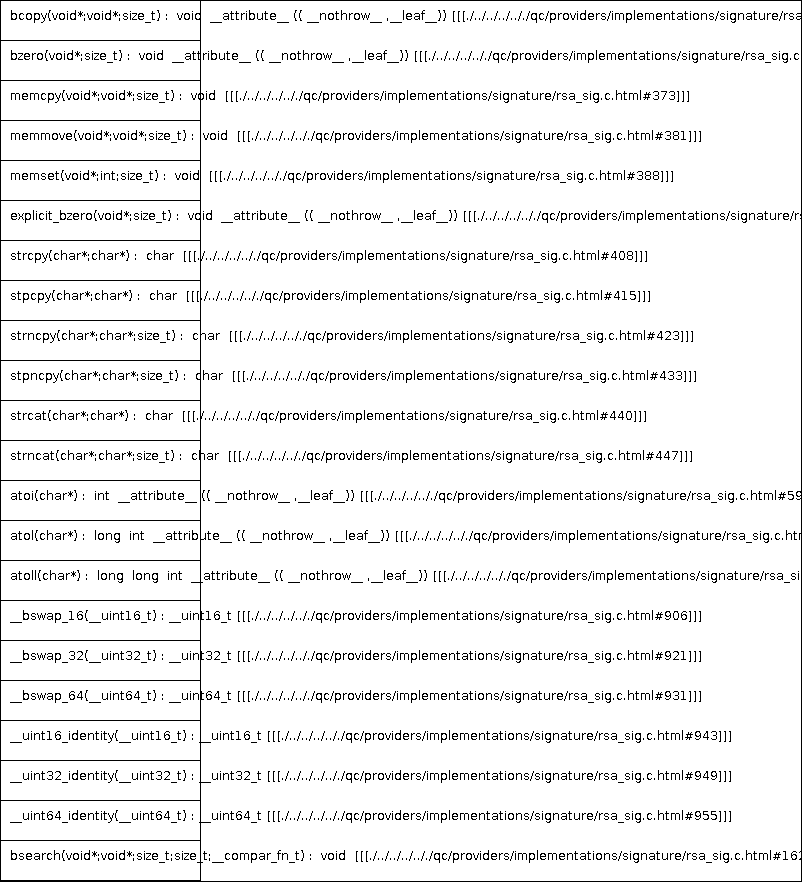 bcopy(void*;void*;size_t) : void __attribute__ (( __nothrow__ ,__leaf__)) [[[./../../../../qc/providers/implementations/signature/rsa
bzero(void*;size_t) : void __attribute__ (( __nothrow__ ,__leaf__)) [[[./../../../../qc/providers/implementations/signature/rsa_sig.c
memcpy(void*;void*;size_t) : void [[[./../../../../qc/providers/implementations/signature/rsa_sig.c.html#373]]]
memmove(void*;void*;size_t) : void [[[./../../../../qc/providers/implementations/signature/rsa_sig.c.html#381]]]
memset(void*;int;size_t) : void [[[./../../../../qc/providers/implementations/signature/rsa_sig.c.html#388]]]
explicit_bzero(void*;size_t) : void __attribute__ (( __nothrow__ ,__leaf__)) [[[./../../../../qc/providers/implementations/signature/rs
strcpy(char*;char*) : char [[[./../../../../qc/providers/implementations/signature/rsa_sig.c.html#408]]]
stpcpy(char*;char*) : char [[[./../../../../qc/providers/implementations/signature/rsa_sig.c.html#415]]]
strncpy(char*;char*;size_t) : char [[[./../../../../qc/providers/implementations/signature/rsa_sig.c.html#423]]]
stpncpy(char*;char*;size_t) : char [[[./../../../../qc/providers/implementations/signature/rsa_sig.c.html#433]]]
strcat(char*;char*) : char [[[./../../../../qc/providers/implementations/signature/rsa_sig.c.html#440]]]
strncat(char*;char*;size_t) : char [[[./../../../../qc/providers/implementations/signature/rsa_sig.c.html#447]]]
atoi(char*) : int __attribute__ (( __nothrow__ ,__leaf__)) [[[./../../../../qc/providers/implementations/signature/rsa_sig.c.html#59
atol(char*) : long int __attribute__ (( __nothrow__ ,__leaf__)) [[[./../../../../qc/providers/implementations/signature/rsa_sig.c.htm
atoll(char*) : long long int __attribute__ (( __nothrow__ ,__leaf__)) [[[./../../../../qc/providers/implementations/signature/rsa_si
__bswap_16(__uint16_t) : __uint16_t [[[./../../../../qc/providers/implementations/signature/rsa_sig.c.html#906]]]
__bswap_32(__uint32_t) : __uint32_t [[[./../../../../qc/providers/implementations/signature/rsa_sig.c.html#921]]]
__bswap_64(__uint64_t) : __uint64_t [[[./../../../../qc/providers/implementations/signature/rsa_sig.c.html#931]]]
__uint16_identity(__uint16_t) : __uint16_t [[[./../../../../qc/providers/implementations/signature/rsa_sig.c.html#943]]]
__uint32_identity(__uint32_t) : __uint32_t [[[./../../../../qc/providers/implementations/signature/rsa_sig.c.html#949]]]
__uint64_identity(__uint64_t) : __uint64_t [[[./../../../../qc/providers/implementations/signature/rsa_sig.c.html#955]]]
bsearch(void*;void*;size_t;size_t;__compar_fn_t) : void [[[./../../../../qc/providers/implementations/signature/rsa_sig.c.html#162